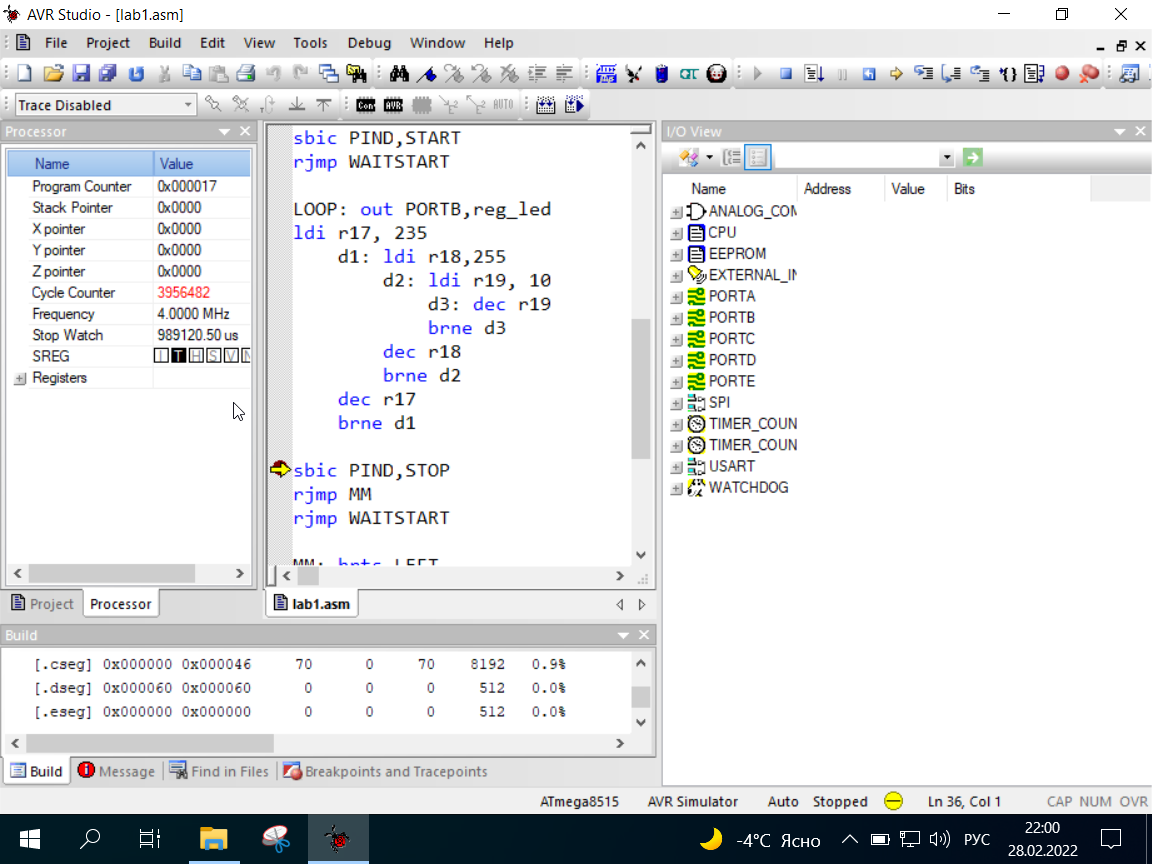 AVR Studio - [lab1.asm]
File Project Build Edit View Tools Debug Window Help
Trace Disabled
Con AVR AUTO
Processor
Name Value
Program Counter 0x000017
Stack Pointer 0x0000
X pointer 0x0000
Y pointer 0x0000
Z pointer 0x0000
Cycle Counter 3956482
Frequency 4.0000 MHz
Stop Watch 989120.50 us
SREG I T H S V N
Registers
Project Processor
sbic PIND,START
rjmp WAITSTART
LOOP: out PORTB,reg_led
ldi r17, 235
d1: ldi r18,255
d2: ldi r19, 10
d3: dec r19
brne d3
dec r18
brne d2
dec r17
brne d1
sbic PIND,STOP
rjmp MM
rjmp WAITSTART
MM: brts LEFT
lab1.asm
I/O View
Name Address Value Bits
ANALOG_COM
CPU
EEPROM
EXTERNAL_IN
PORTA
PORTB
PORTC
PORTD
PORTE
SPI
TIMER_COUN
TIMER_COUN
USART
WATCHDOG
Build
[.cseg] 0x000000 0x000046 70 0 70 8192 0.9%
[.dseg] 0x000060 0x000060 0 0 0 512 0.0%
[.eseg] 0x000000 0x000000 0 0 0 512 0.0%
Build Message Find in Files Breakpoints and Tracepoints
ATmega8515 AVR Simulator Auto Stopped Ln 36, Col 1 CAP NUM OVR
-4°C Ясно РУС 22:00
28.02.2022